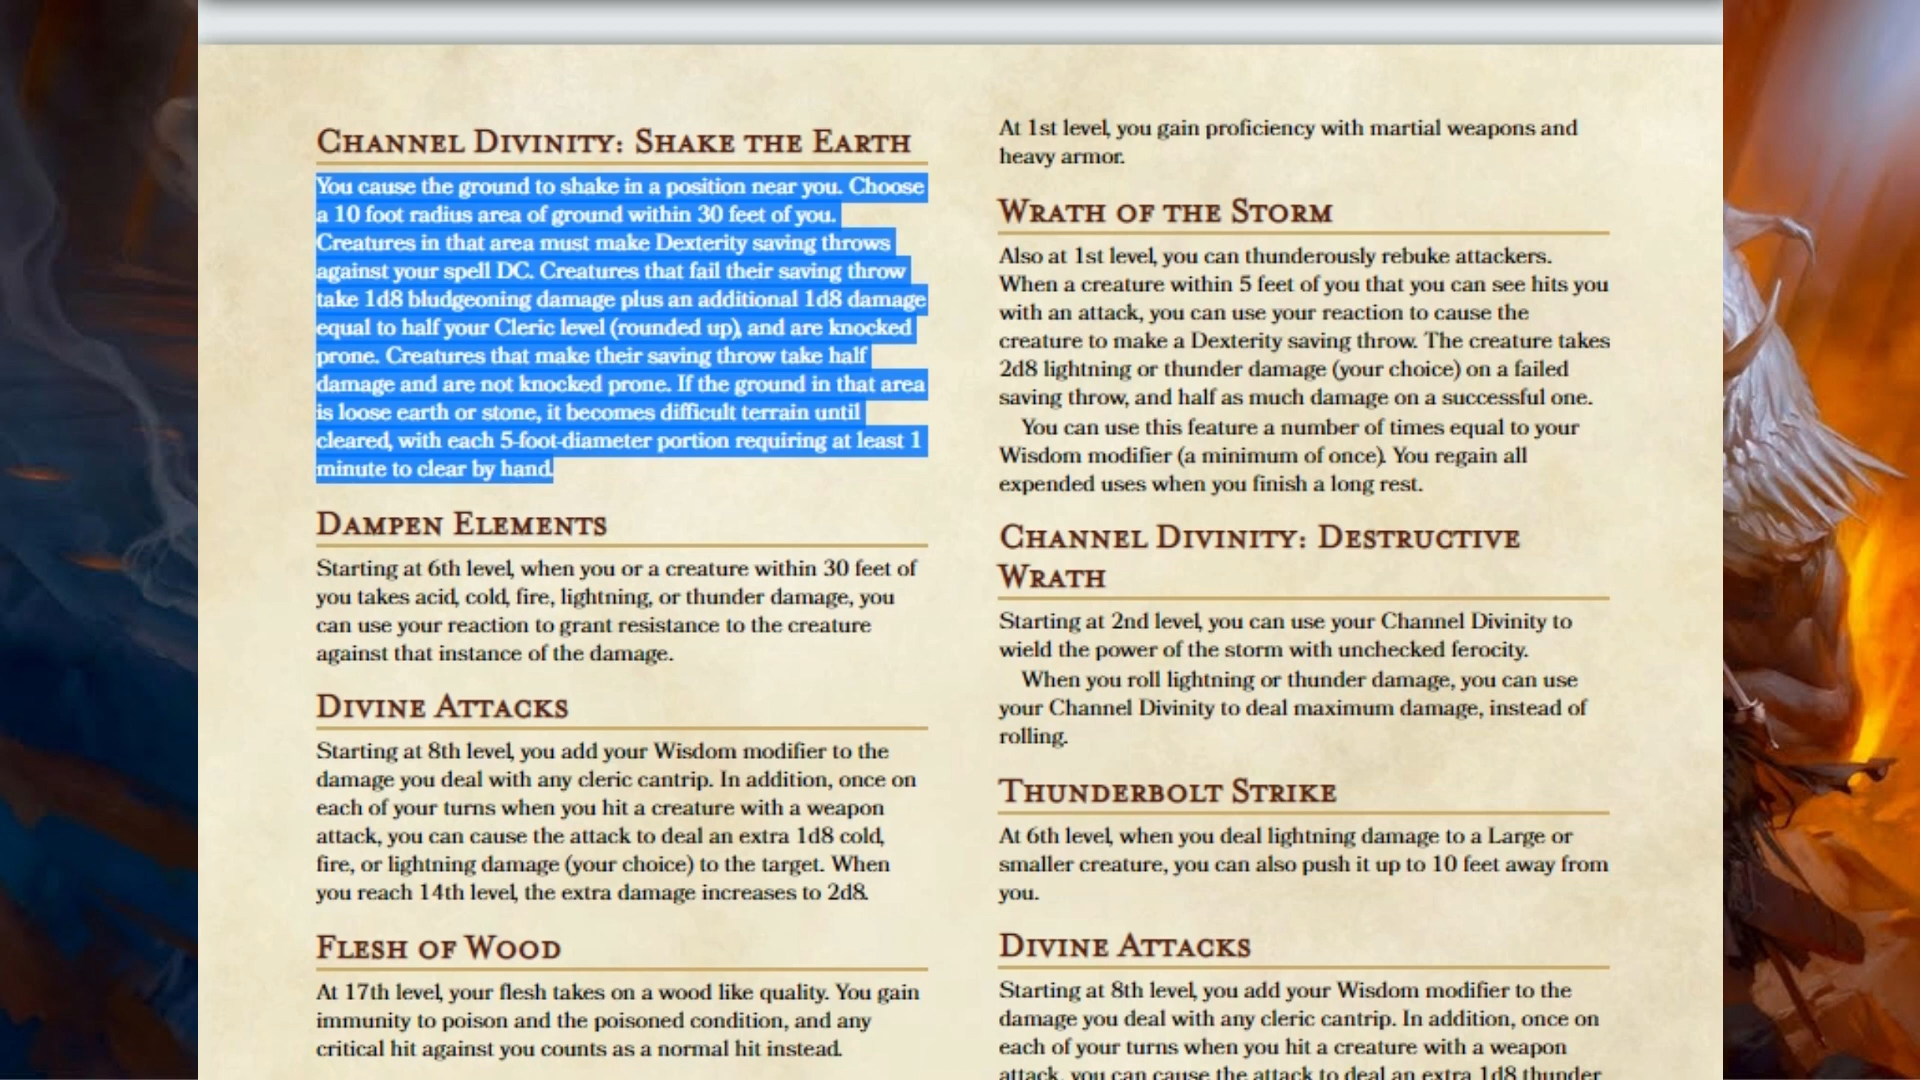 Channel Divinity: Shake the Earth
You cause the ground to shake in a position near you. Choose
a 10 foot radius area of ground within 30 feet of you.
Creatures in that area must make Dexterity saving throws
against your spell DC. Creatures that fail their saving throw
take 1d8 bludgeoning damage plus an additional 1d8 damage
equal to half your Cleric level (rounded up), and are knocked
prone. Creatures that make their saving throw take half
damage and are not knocked prone. If the ground in that area
is loose earth or stone, it becomes difficult terrain until
cleared, with each 5-foot-diameter portion requiring at least 1
minute to clear by hand.
Dampen Elements
Starting at 6th level, when you or a creature within 30 feet of
you takes acid, cold, fire, lightning, or thunder damage, you
can use your reaction to grant resistance to the creature
against that instance of the damage.
Divine Attacks
Starting at 8th level, you add your Wisdom modifier to the
damage you deal with any cleric cantrip. In addition, once on
each of your turns when you hit a creature with a weapon
attack, you can cause the attack to deal an extra 1d8 cold,
fire, or lightning damage (your choice) to the target. When
you reach 14th level, the extra damage increases to 2d8.
Flesh of Wood
At 17th level, your flesh takes on a wood like quality. You gain
immunity to poison and the poisoned condition, and any
critical hit against you counts as a normal hit instead.
At 1st level, you gain proficiency with martial weapons and
heavy armor.
Wrath of the Storm
Also at 1st level, you can thunderously rebuke attackers.
When a creature within 5 feet of you that you can see hits you
with an attack, you can use your reaction to cause the
creature to make a Dexterity saving throw. The creature takes
2d8 lightning or thunder damage (your choice) on a failed
saving throw, and half as much damage on a successful one.
You can use this feature a number of times equal to your
Wisdom modifier (a minimum of once). You regain all
expended uses when you finish a long rest.
Channel Divinity: Destructive
Wrath
Starting at 2nd level, you can use your Channel Divinity to
wield the power of the storm with unchecked ferocity.
When you roll lightning or thunder damage, you can use
your Channel Divinity to deal maximum damage, instead of
rolling.
Thunderbolt Strike
At 6th level, when you deal lightning damage to a Large or
smaller creature, you can also push it up to 10 feet away from
you.
Divine Attacks
Starting at 8th level, you add your Wisdom modifier to the
damage you deal with any cleric cantrip. In addition, once on
each of your turns when you hit a creature with a weapon
attack, you can cause the attack to deal an extra 1d8 thunder